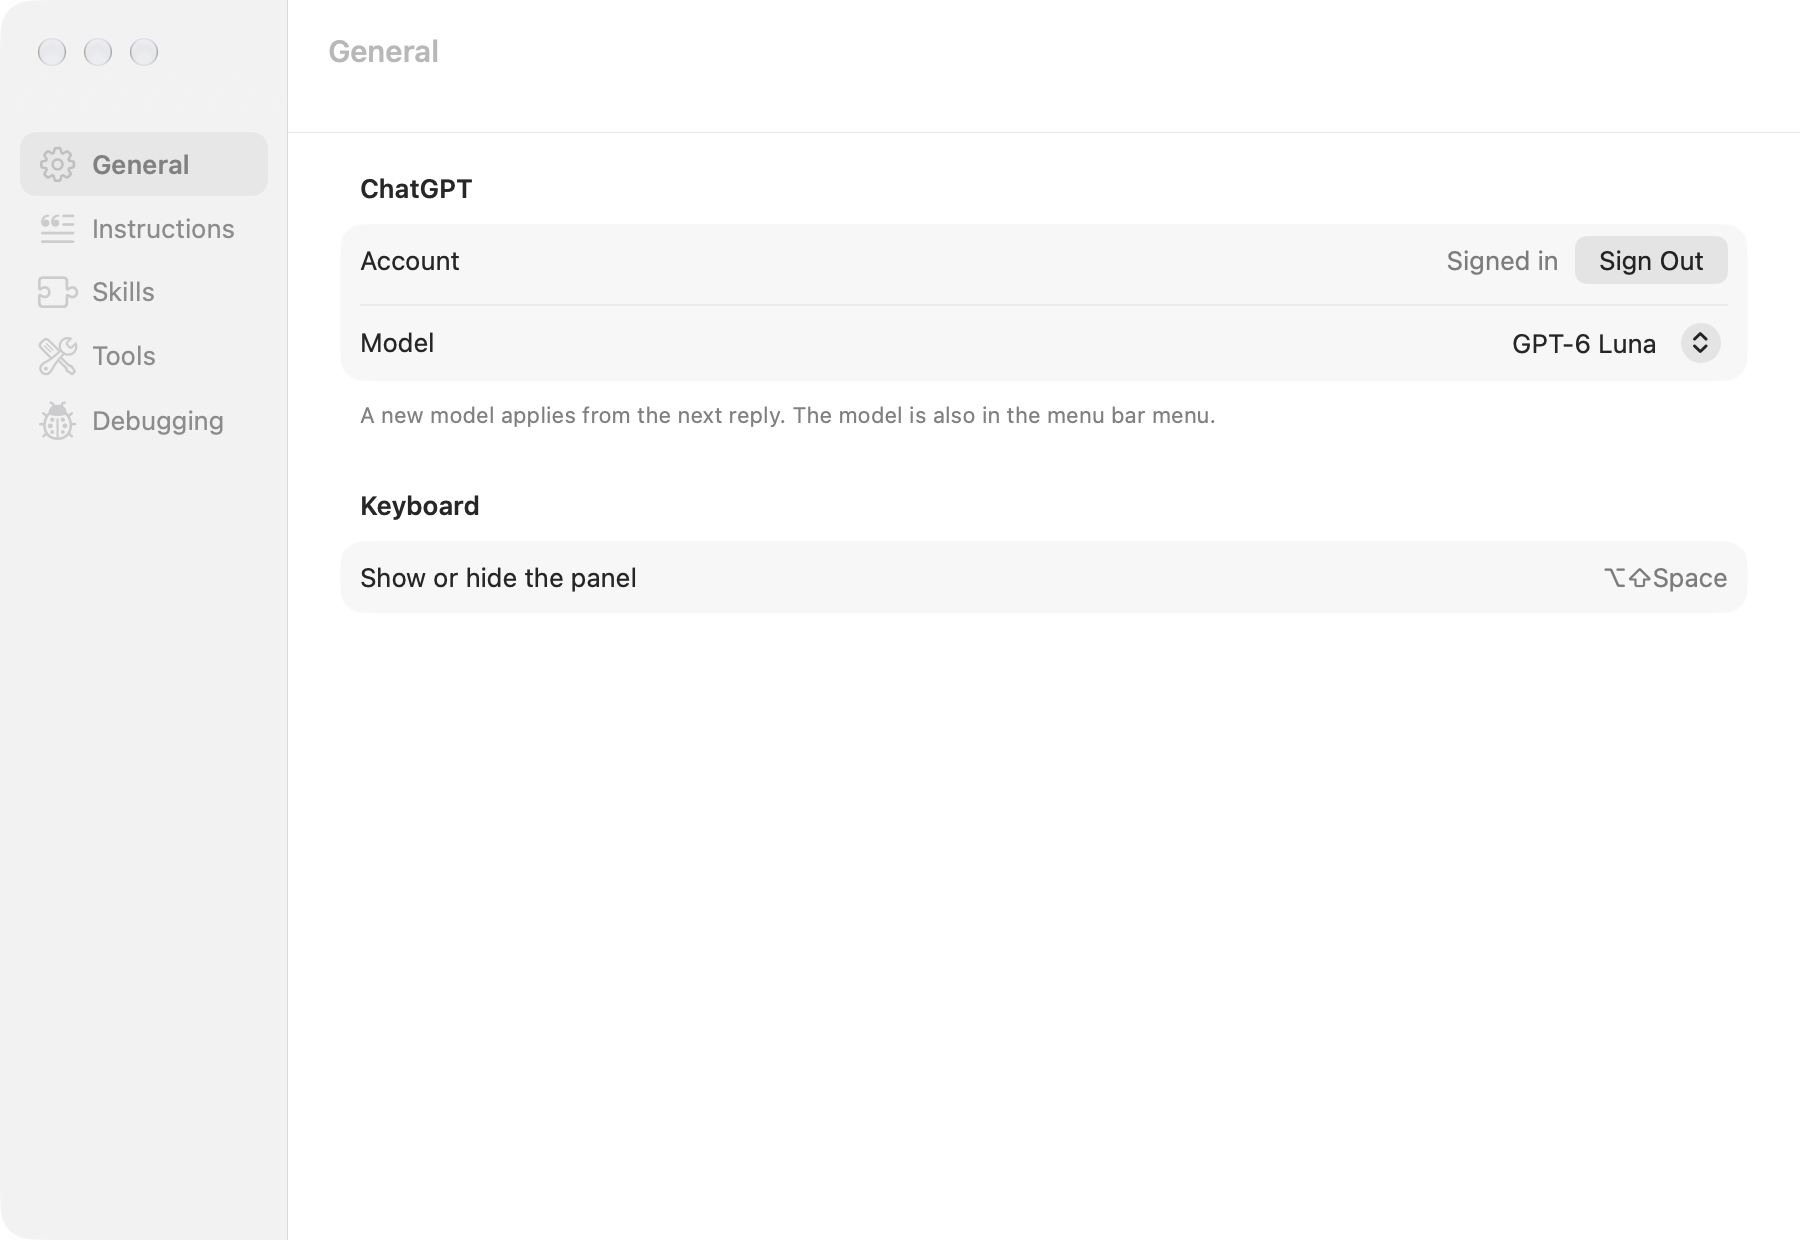 General
General
Instructions
Skills
Tools
Debugging
ChatGPT
Account
Signed in
Sign Out
Model
GPT-6 Luna
A new model applies from the next reply. The model is also in the menu bar menu.
Keyboard
Show or hide the panel
⌥⇧Space